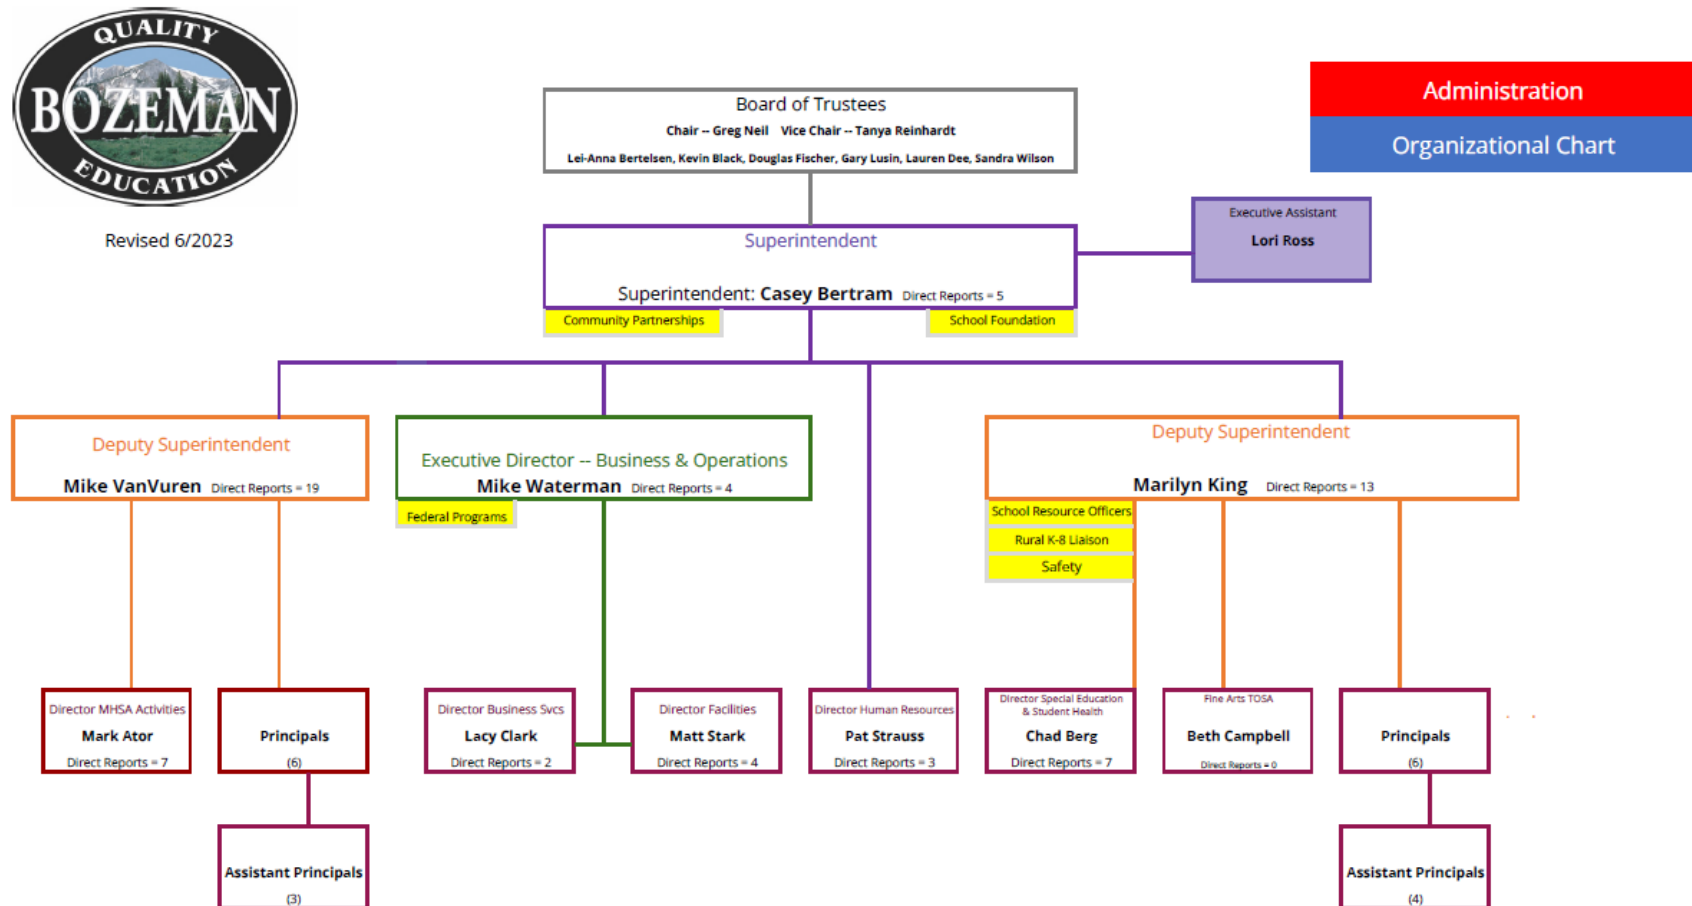 QUALITY
BOZEMAN
EDUCATION
Revised 6/2023
Administration
Organizational Chart
Board of Trustees
Chair -- Greg Neil Vice Chair -- Tanya Reinhardt
Lei-Anna Bertelsen, Kevin Black, Douglas Fischer, Gary Lusin, Lauren Dee, Sandra Wilson
Superintendent
Superintendent: Casey Bertram Direct Reports = 5
Community Partnerships
School Foundation
Executive Assistant
Lori Ross
Deputy Superintendent
Mike VanVuren Direct Reports = 19
Executive Director -- Business & Operations
Mike Waterman Direct Reports = 4
Federal Programs
Deputy Superintendent
Marilyn King Direct Reports = 13
School Resource Officers
Rural K-8 Liaison
Safety
Director MHSA Activities
Mark Ator
Direct Reports = 7
Principals
(6)
Director Business Svcs
Lacy Clark
Direct Reports = 2
Director Facilities
Matt Stark
Direct Reports = 4
Director Human Resources
Pat Strauss
Direct Reports = 3
Director Special Education
& Student Health
Chad Berg
Direct Reports = 7
Fine Arts TOSA
Beth Campbell
Direct Reports = 0
Principals
(6)
Assistant Principals
(3)
Assistant Principals
(4)